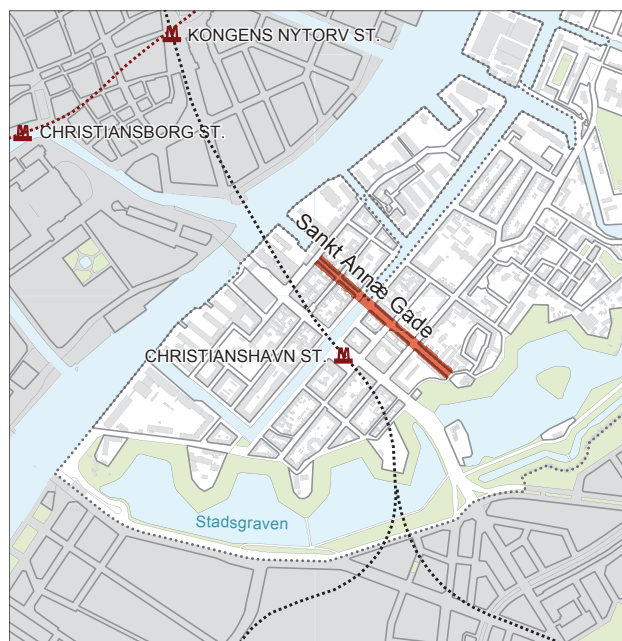 KONGENS NYTORV ST.
CHRISTIANSBORG ST.
Sankt Annæ Gade
CHRISTIANSHAVN ST.
Stadsgraven